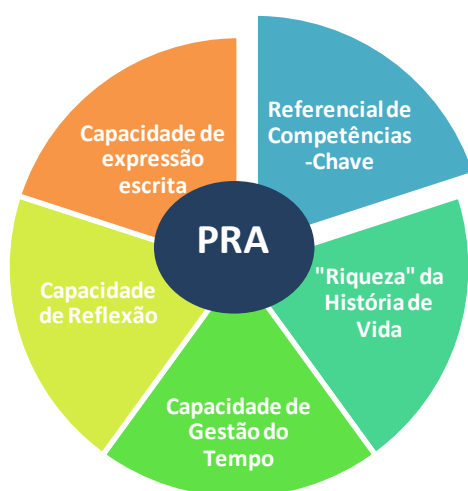 Referencial de
Competências
-Chave
Capacidade de
expressão
escrita
PRA
"Riqueza" da
História de
Vida
Capacidade
de Reflexão
Capacidade de
Gestão do
Tempo